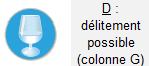 D :
délitement
possible
(colonne G)